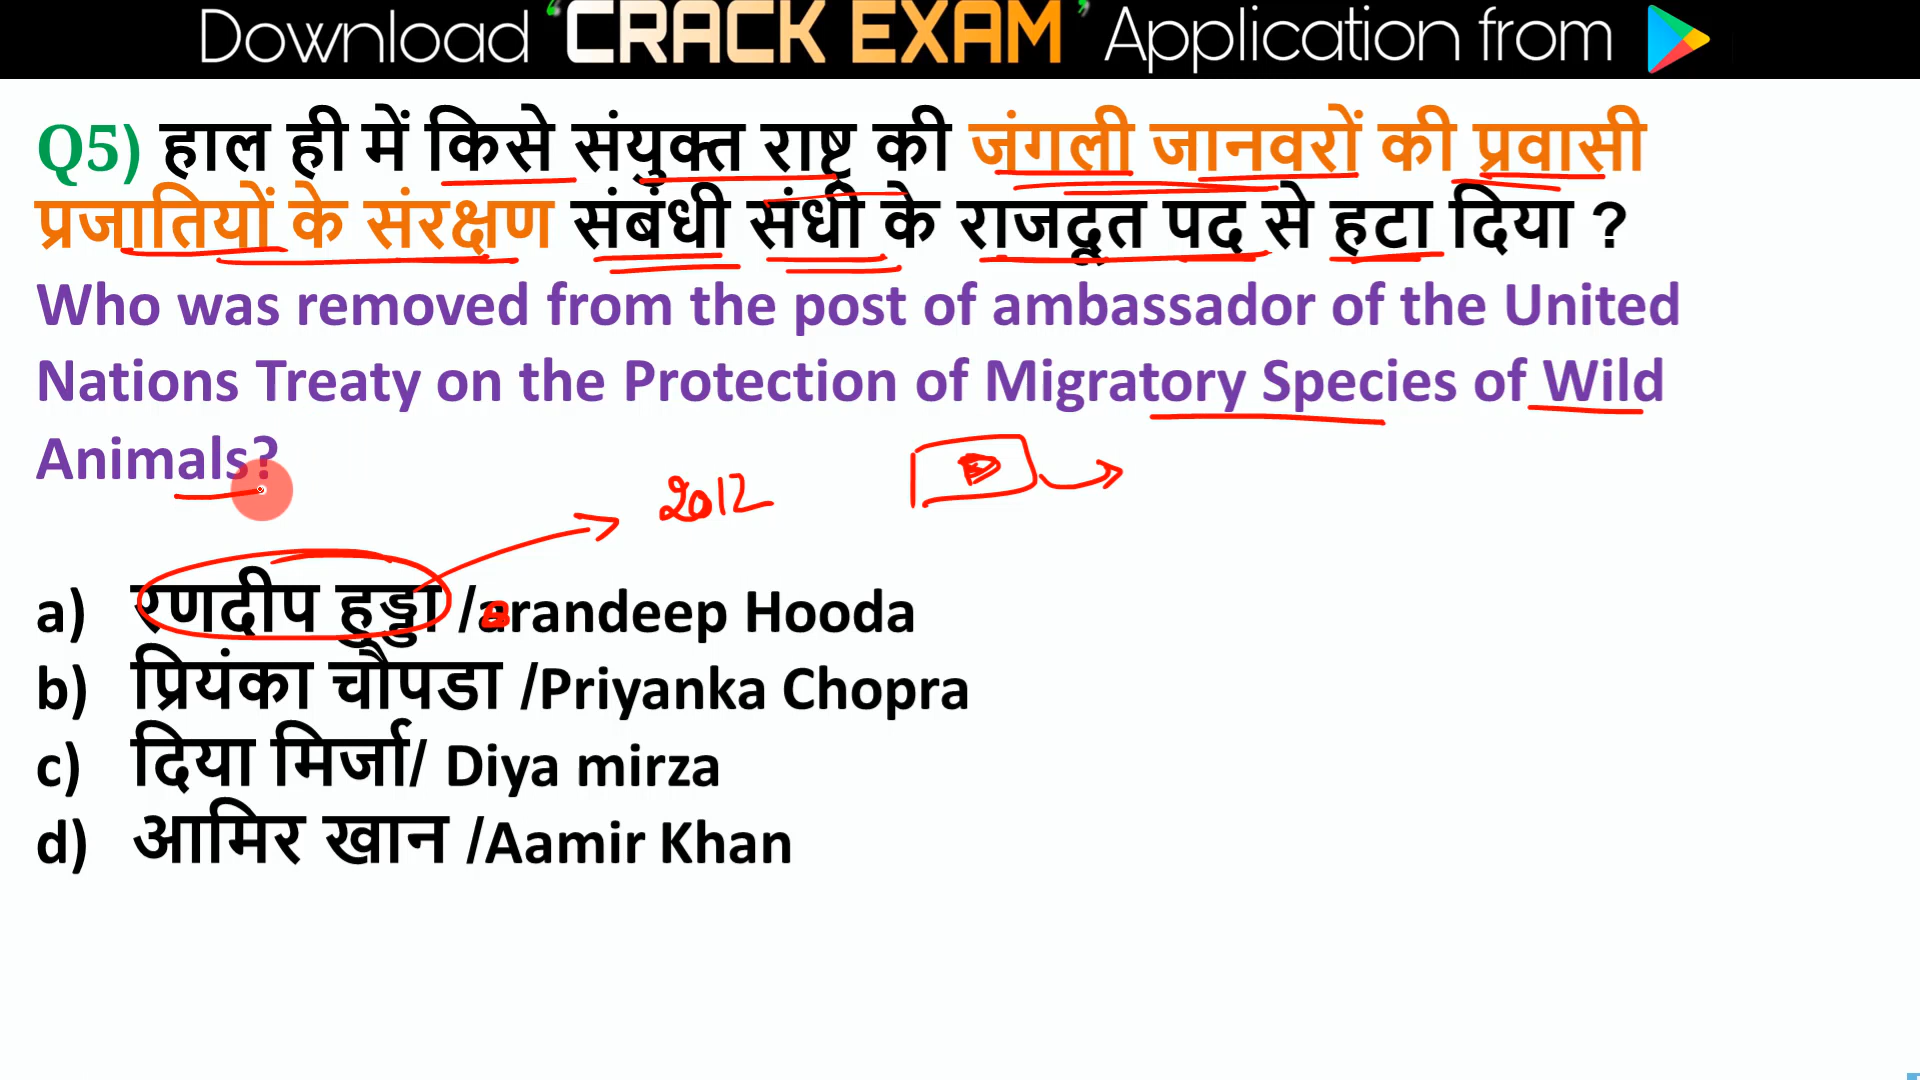 Download ‘CRACK EXAM’ Application from
Q5) हाल ही में किसे संयुक्त राष्ट्र की जंगली जानवरों की प्रवासी
प्रजातियों के संरक्षण संबंधी संधी के राजदूत पद से हटा दिया ?
Who was removed from the post of ambassador of the United
Nations Treaty on the Protection of Migratory Species of Wild
Animals?
2012
a) रणदीप हुड्डा /arandeep Hooda
b) प्रियंका चौपडा /Priyanka Chopra
c) दिया मिर्जा/ Diya mirza
d) आमिर खान /Aamir Khan